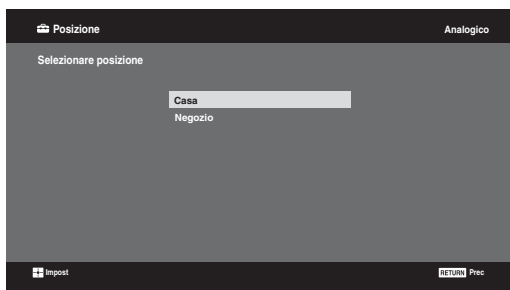 Posizione Analogico
Selezionare posizione
Casa
Negozio
Impost RETURN Prec